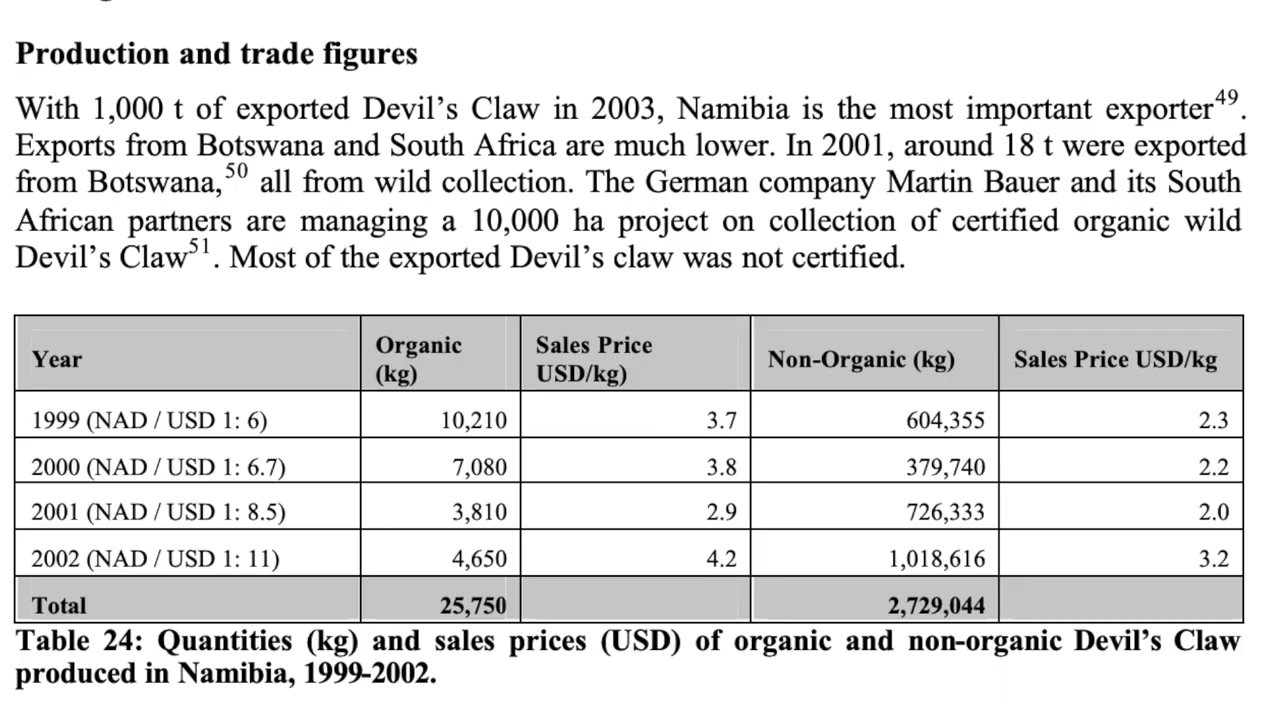 Production and trade figures
With 1,000 t of exported Devil’s Claw in 2003, Namibia is the most important exporter49.
Exports from Botswana and South Africa are much lower. In 2001, around 18 t were exported
from Botswana,50 all from wild collection. The German company Martin Bauer and its South
African partners are managing a 10,000 ha project on collection of certified organic wild
Devil’s Claw51. Most of the exported Devil’s claw was not certified.
Year Organic (kg) Sales Price USD/kg) Non-Organic (kg) Sales Price USD/kg
1999 (NAD / USD 1: 6) 10,210 3.7 604,355 2.3
2000 (NAD / USD 1: 6.7) 7,080 3.8 379,740 2.2
2001 (NAD / USD 1: 8.5) 3,810 2.9 726,333 2.0
2002 (NAD / USD 1: 11) 4,650 4.2 1,018,616 3.2
Total 25,750 2,729,044
Table 24: Quantities (kg) and sales prices (USD) of organic and non-organic Devil’s Claw
produced in Namibia, 1999-2002.